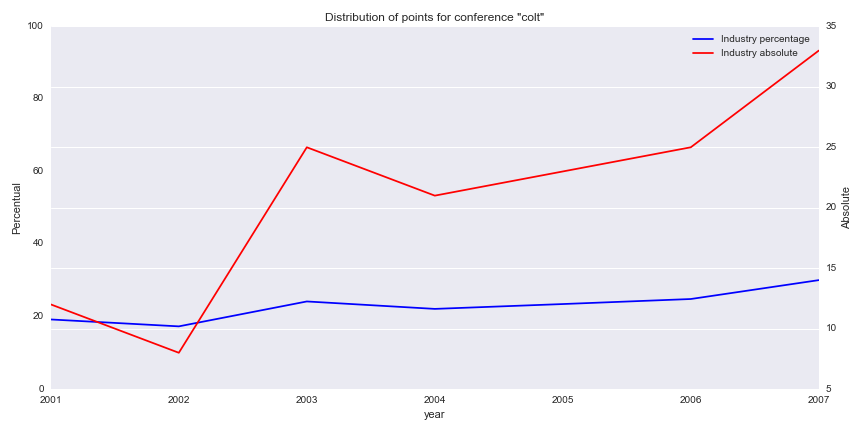 Distribution of points for conference "colt"
Industry percentage
Industry absolute
Percentual
100
80
60
40
20
0
Absolute
35
30
25
20
15
10
5
2001 2002 2003 2004 2005 2006 2007
year